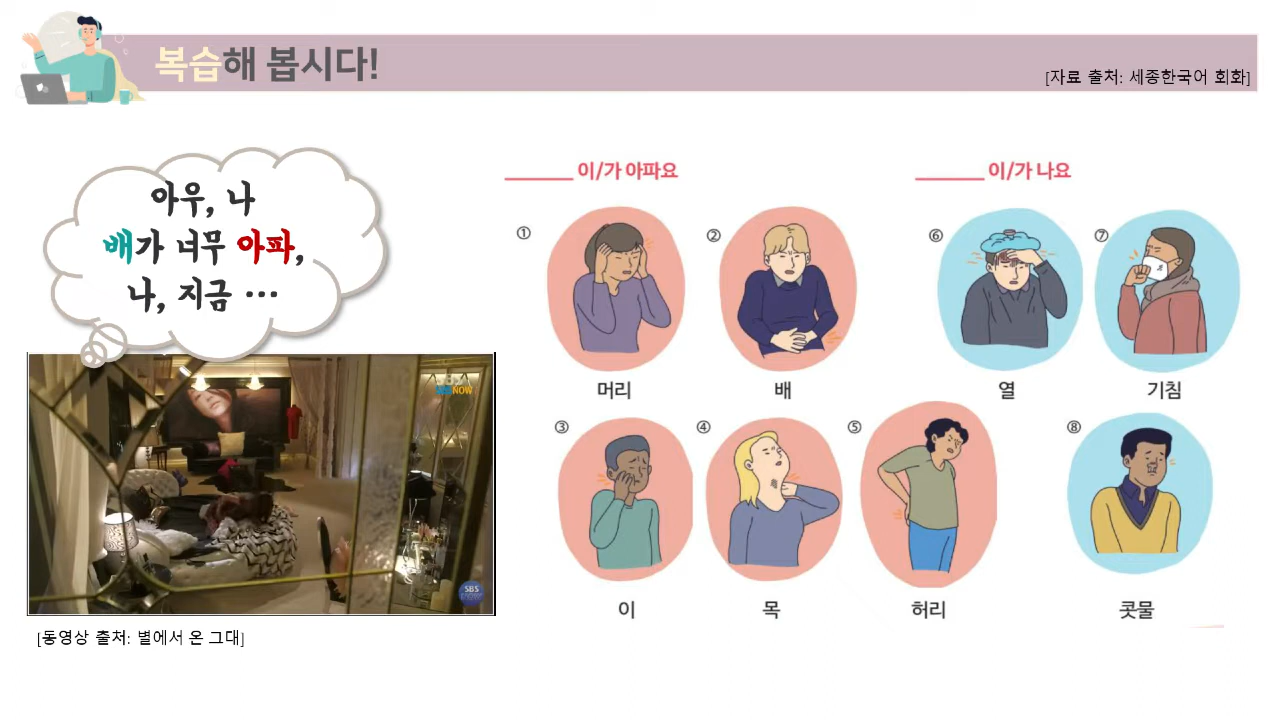 복습해 봅시다!
[자료 출처: 세종한국어 회화]
아우, 나
배가 너무 아파,
나, 지금 ···
NOW
SBS
[동영상 출처: 별에서 온 그대]
_______ 이/가 아파요
① 머리
② 배
③ 이
④ 목
⑤ 허리
_______ 이/가 나요
⑥ 열
⑦ 기침
⑧ 콧물